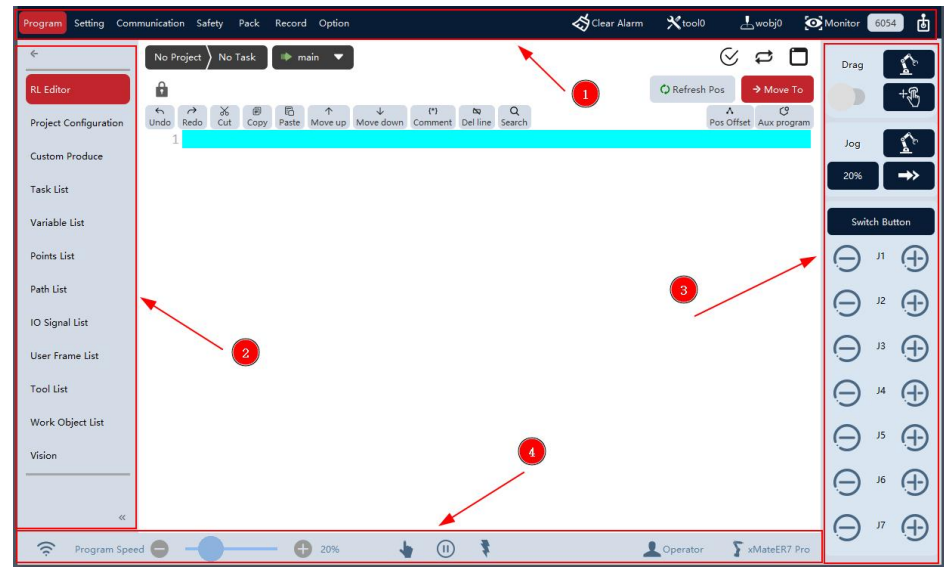 Program Setting Communication Safety Pack Record Option Clear Alarm tool0 wobj0 Monitor 6054
No Project No Task main
RL Editor
Project Configuration
Custom Produce
Task List
Variable List
Points List
Path List
IO Signal List
User Frame List
Tool List
Work Object List
Vision
Refresh Pos Move To
Undo Redo Cut Copy Paste Move up Move down Comment Del line Search Pos Offset Aux program
1
1
2
3
4
Drag
Jog
20%
Switch Button
J1
J2
J3
J4
J5
J6
J7
Program Speed 20% Operator xMateER7 Pro